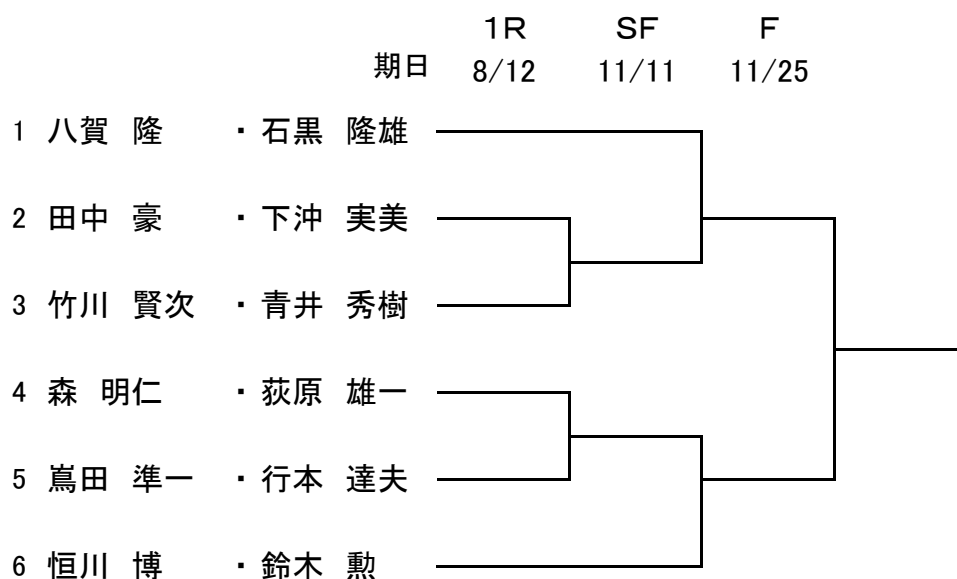 1R SF F
期日 8/12 11/11 11/25
1 八賀 隆 ・石黒 隆雄
2 田中 豪 ・下沖 実美
3 竹川 賢次 ・青井 秀樹
4 森 明仁 ・荻原 雄一
5 嶌田 準一 ・行本 達夫
6 恒川 博 ・鈴木 勲